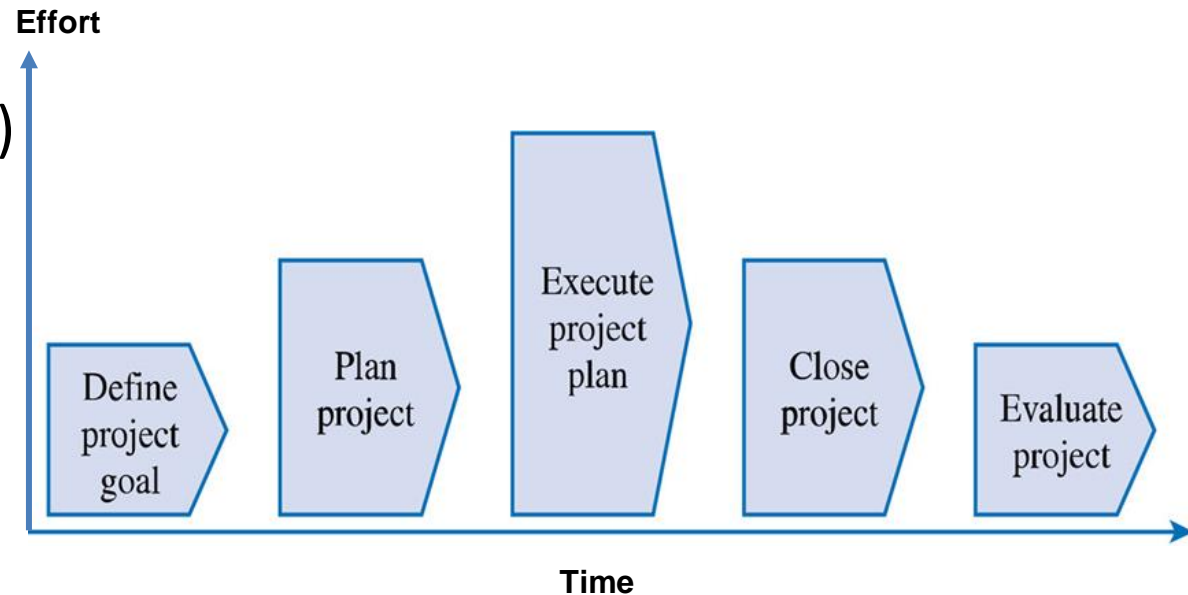 Effort
)
Define
project
goal
Plan
project
Execute
project
plan
Close
project
Evaluate
project
Time